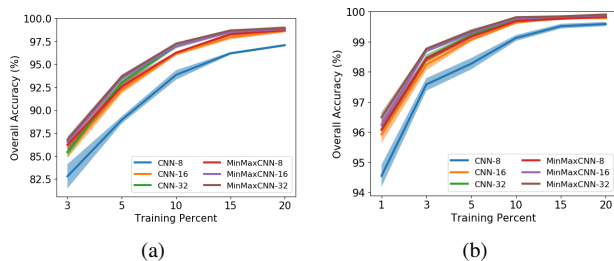 100.0
97.5
95.0
92.5
90.0
87.5
85.0
82.5
Overall Accuracy (%)
CNN-8 MinMaxCNN-8
CNN-16 MinMaxCNN-16
CNN-32 MinMaxCNN-32
3 5 10 15 20
Training Percent
(a)
100
99
98
97
96
95
94
Overall Accuracy (%)
CNN-8 MinMaxCNN-8
CNN-16 MinMaxCNN-16
CNN-32 MinMaxCNN-32
1 3 5 10 15 20
Training Percent
(b)